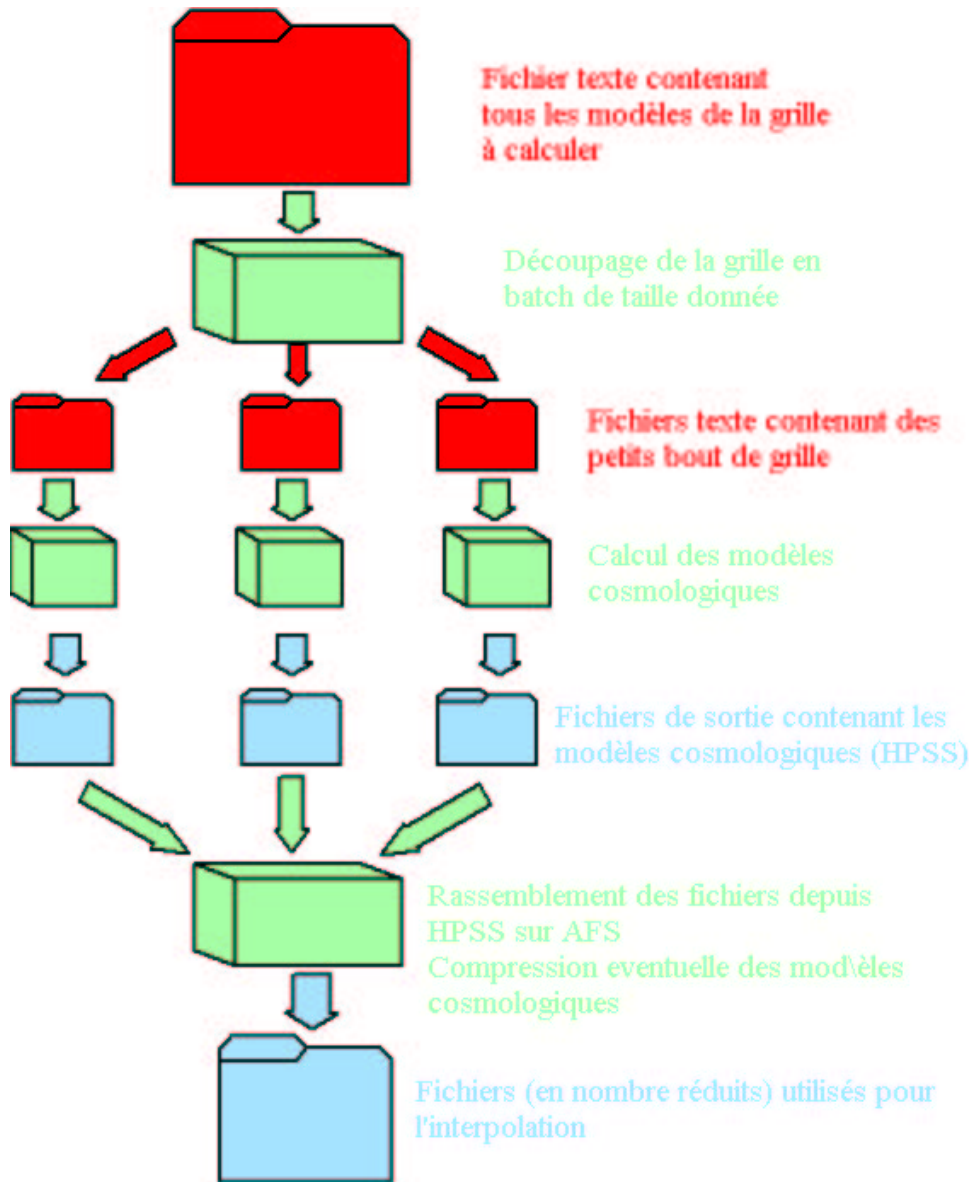 Fichier texte contenant
tous les modèles de la grille
à calculer
Découpage de la grille en
batch de taille donnée
Fichiers texte contenant des
petits bout de grille
Calcul des modèles
cosmologiques
Fichiers de sortie contenant les
modèles cosmologiques (HPSS)
Rassemblement des fichiers depuis
HPSS sur AFS
Compression eventuelle des mod\èles
cosmologiques
Fichiers (en nombre réduits) utilisés pour
l'interpolation